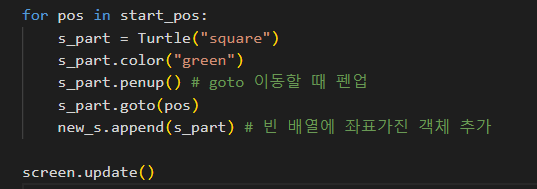 for pos in start_pos:
    s_part = Turtle("square")
    s_part.color("green")
    s_part.penup() # goto 이동할 때 펜업
    s_part.goto(pos)
    new_s.append(s_part) # 빈 배열에 좌표가진 객체 추가
screen.update()